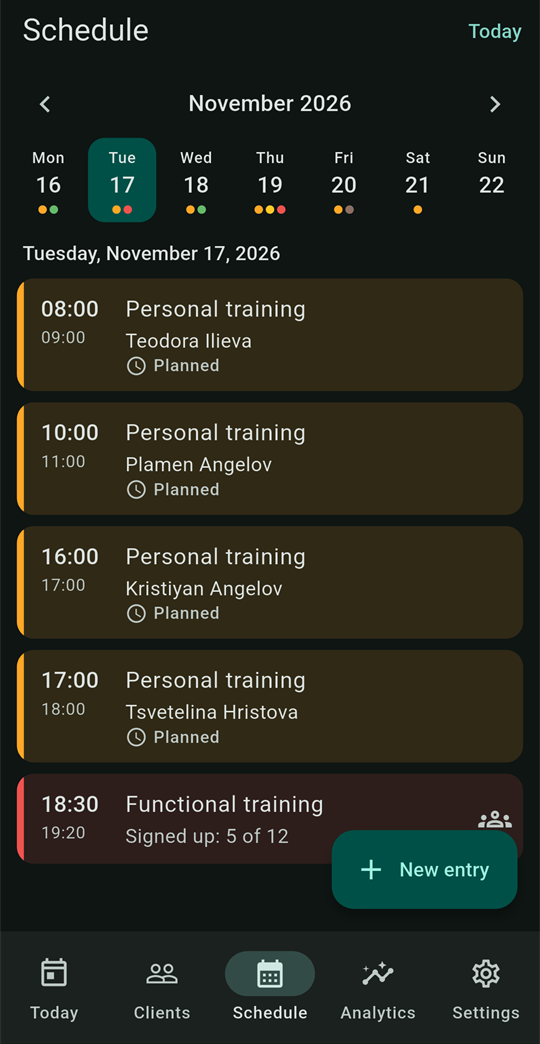 Schedule
Today
November 2026
Mon Tue Wed Thu Fri Sat Sun
16 17 18 19 20 21 22
Tuesday, November 17, 2026
08:00 Personal training
09:00 Teodora Ilieva
Planned
10:00 Personal training
11:00 Plamen Angelov
Planned
16:00 Personal training
17:00 Kristiyan Angelov
Planned
17:00 Personal training
18:00 Tsvetelina Hristova
Planned
18:30 Functional training
19:20 Signed up: 5 of 12
New entry
Today Clients Schedule Analytics Settings